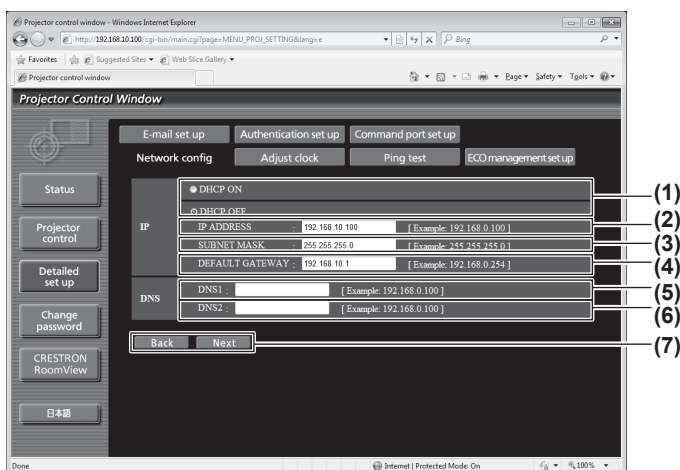 Projector control window - Windows Internet Explorer
http://192.168.10.100/cgi-bin/main.cgi?page=MENU_PROJ_SETTING&lang=e
Bing
Favorites Suggested Sites Web Slice Gallery
Projector control window Page Safety Tools
Projector Control Window
E-mail set up Authentication set up Command port set up
Network config Adjust clock Ping test ECO management set up
Status
Projector control
Detailed set up
Change password
CRESTRON RoomView
日本語
IP
DHCP ON
DHCP OFF
(1)
IP ADDRESS : 192.168.10.100 [ Example: 192.168.0.100 ]
(2)
SUBNET MASK : 255.255.255.0 [ Example: 255.255.255.0 ]
(3)
DEFAULT GATEWAY : 192.168.10.1 [ Example: 192.168.0.254 ]
(4)
DNS
DNS1 : [ Example: 192.168.0.100 ]
(5)
DNS2 : [ Example: 192.168.0.100 ]
(6)
Back Next
(7)
Done Internet | Protected Mode: On 100%